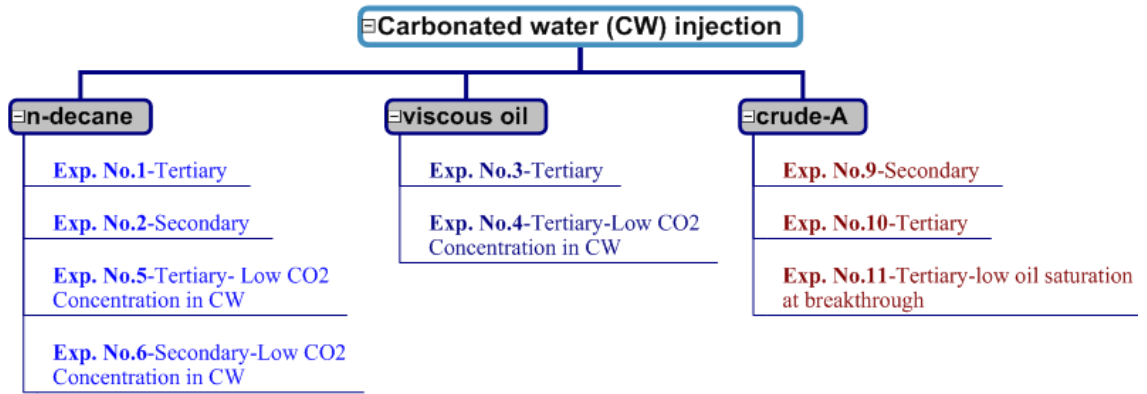 Carbonated water (CW) injection
n-decane
Exp. No.1-Tertiary
Exp. No.2-Secondary
Exp. No.5-Tertiary- Low CO2
Concentration in CW
Exp. No.6-Secondary-Low CO2
Concentration in CW
viscous oil
Exp. No.3-Tertiary
Exp. No.4-Tertiary-Low CO2
Concentration in CW
crude-A
Exp. No.9-Secondary
Exp. No.10-Tertiary
Exp. No.11-Tertiary-low oil saturation
at breakthrough